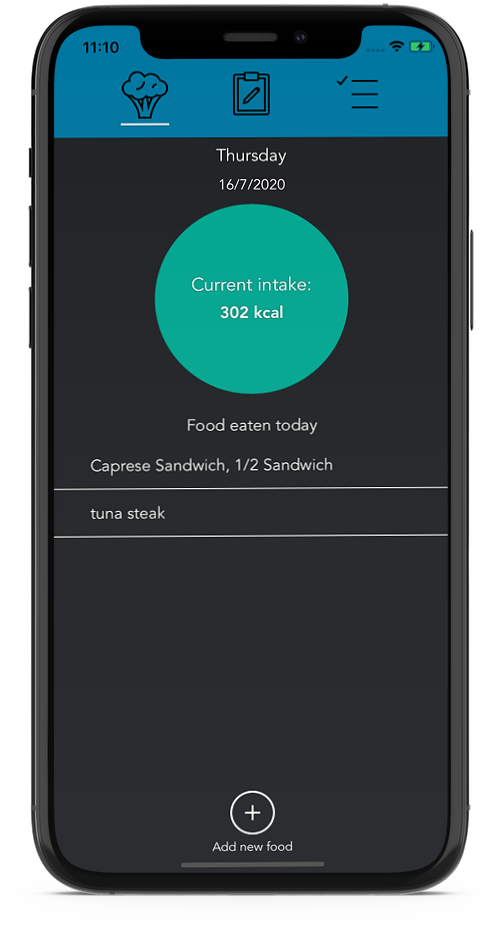 11:10
Thursday
16/7/2020
Current intake:
302 kcal
Food eaten today
Caprese Sandwich, 1/2 Sandwich
tuna steak
Add new food